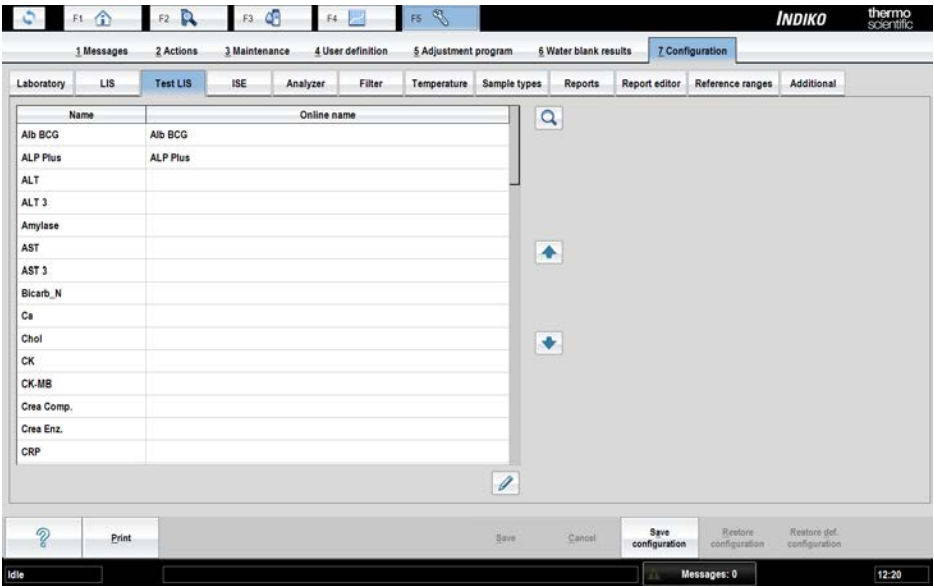 F1 F2 F3 F4 F5 INDIKO thermo scientific
1 Messages 2 Actions 3 Maintenance 4 User definition 5 Adjustment program 6 Water blank results 7 Configuration
Laboratory LIS Test LIS ISE Analyzer Filter Temperature Sample types Reports Report editor Reference ranges Additional
Name Online name
Alb BCG Alb BCG
ALP Plus ALP Plus
ALT
ALT 3
Amylase
AST
AST 3
Bicarb_N
Ca
Chol
CK
CK-MB
Crea Comp.
Crea Enz.
CRP
? Print Save Cancel Save configuration Restore configuration Restore def. configuration
Idle Messages: 0 12:20